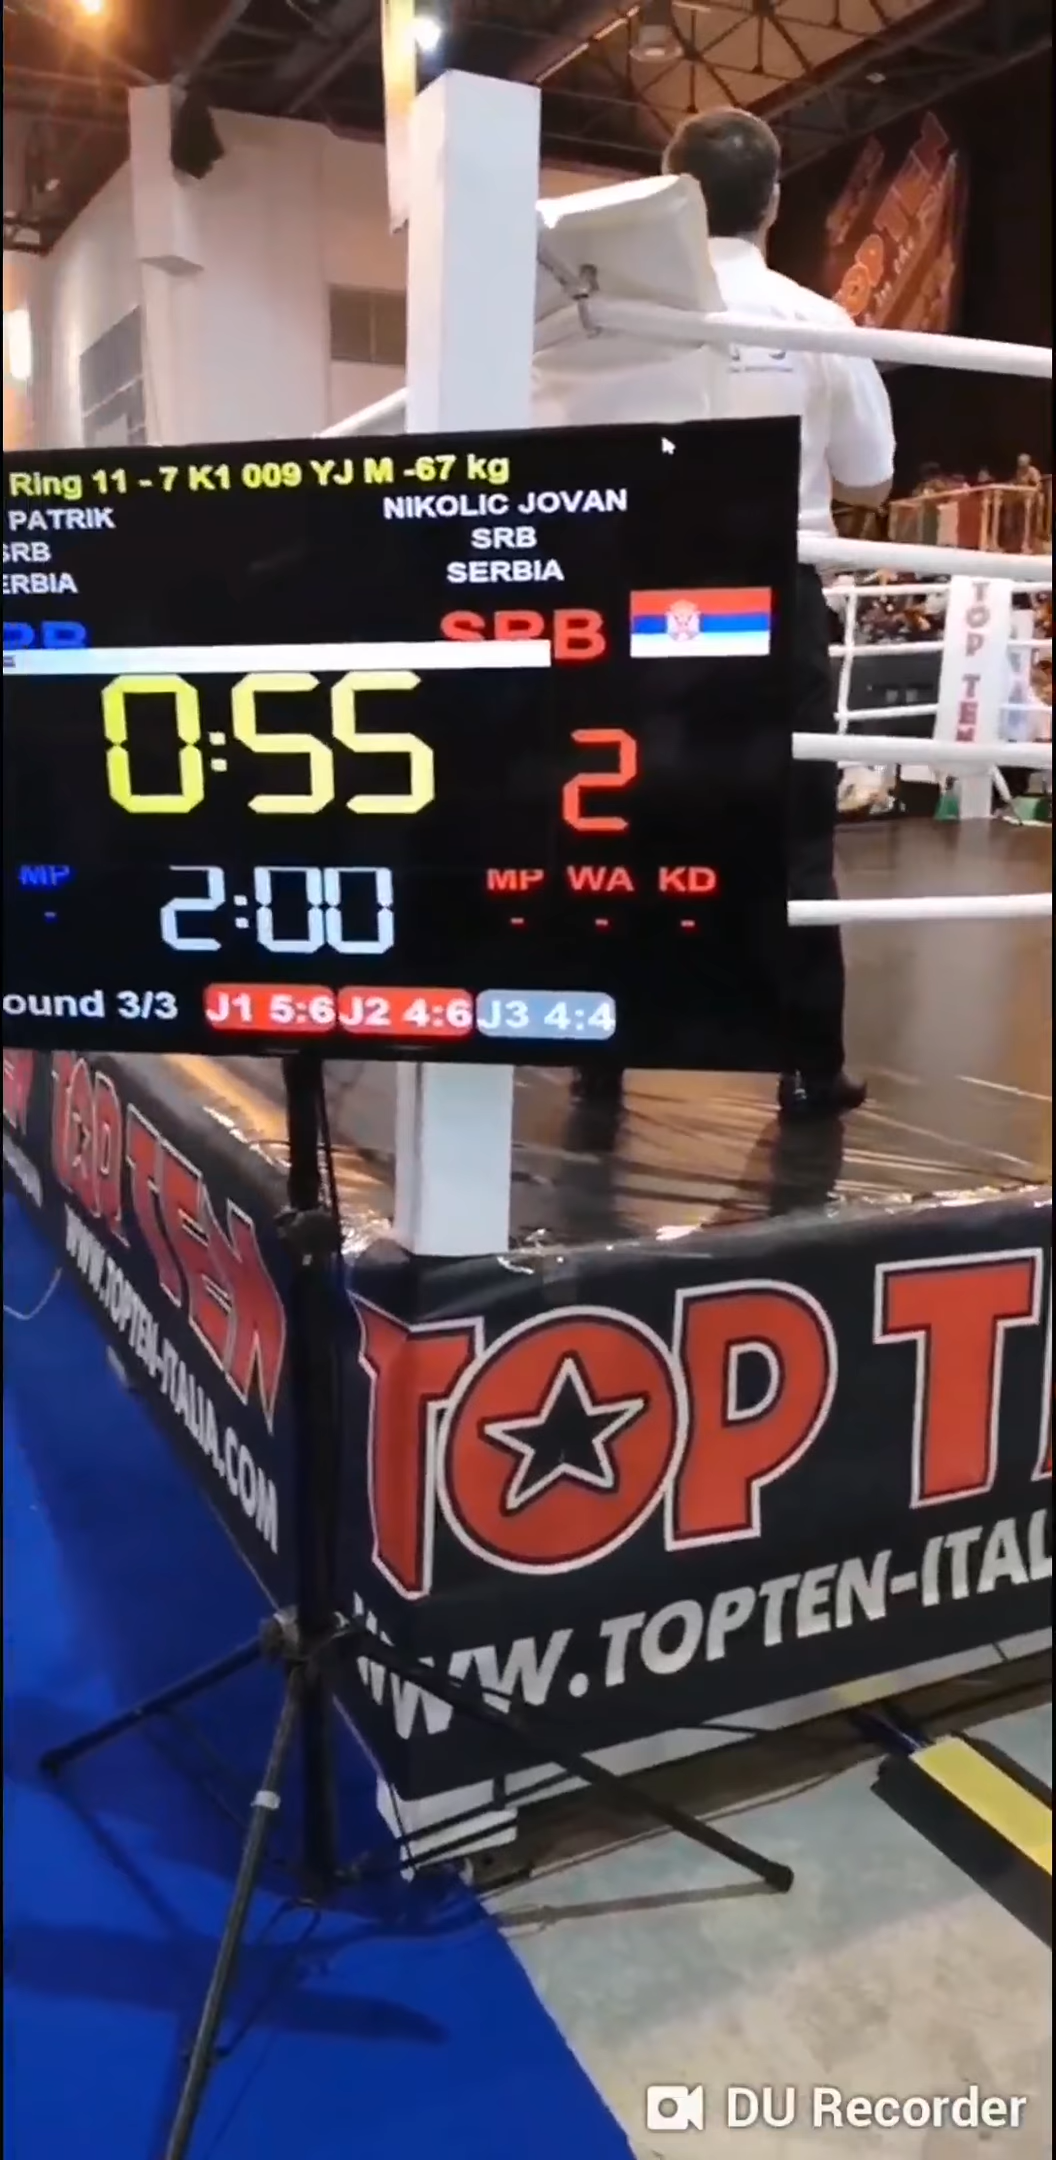 Ring 11 - 7 K1 009 YJ M -67 kg
PATRIK
NIKOLIC JOVAN
SRB
SRB
ERBIA
SERBIA
SRB
0:55
2
MP
2:00
MP WA KD
-
- - -
ound 3/3 J1 5:6 J2 4:6 J3 4:4
TOP TEN
TOP TEN
WWW.TOPTEN-ITALIA.COM
TOP T
WWW.TOPTEN-ITAL
DU Recorder